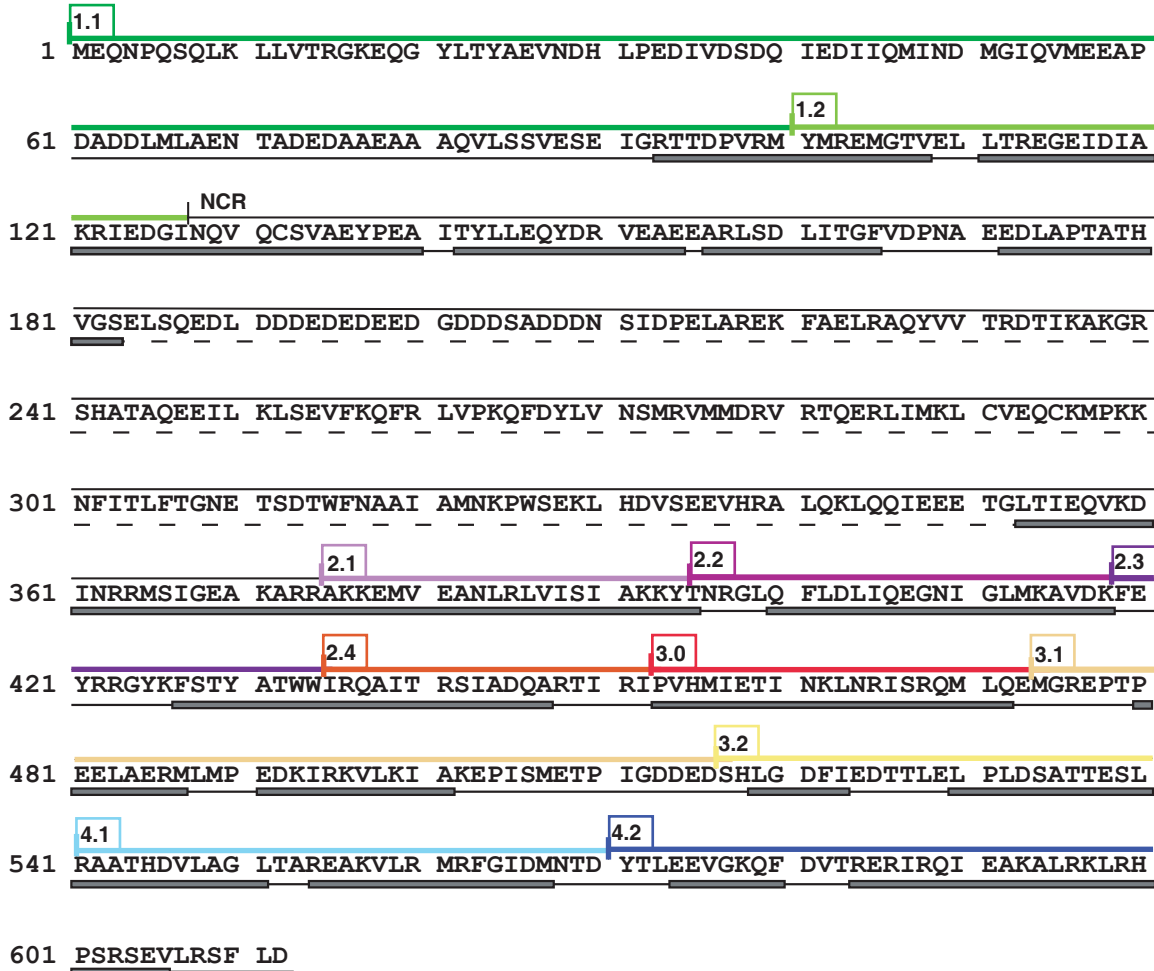 1.1
1 MEQNPQSQLK LLVTRGKEQG YLTYAEVNDH LPEDIVDSDQ IEDIIQMIND MGIQVMEEAP
1.2
61 DADDLMLAEN TADEDAAEAA AQVLSSVESE IGRTTDPVRM YMREMGTVEL LTREGEIDIA
NCR
121 KRIEDGINQV QCSVAEYPEA ITYLLEQYDR VEAEEARLSD LITGFVDPNA EEDLAPTATH
181 VGSELSQEDL DDDEDEDEED GDDDSADDDN SIDPELAREK FAELRAQYVV TRDTIKAKGR
241 SHATAQEEIL KLSEVFKQFR LVPKQFDYLV NSMRVMMDRV RTQERLIMKL CVEQCKMPKK
301 NFITLFTGNE TSDTWFNAAI AMNKPWSEKL HDVSEEVHRA LQKLQQIEEE TGLTIEQVKD
2.1 2.2 2.3
361 INRRMSIGEA KARRAKKEMV EANLRLVISI AKKYTNRGLQ FLDLIQEGNI GLMKAVDKFE
2.4 3.0 3.1
421 YRRGYKFSTY ATWWIRQAIT RSIADQARTI RIPVHMIETI NKLNRISRQM LQEMGREPTP
3.2
481 EELAERMLMP EDKIRKVLKI AKEPISMETP IGDDEDSHLG DFIEDTTLEL PLDSATTESL
4.1 4.2
541 RAATHDVLAG LTAREAKVLR MRFGIDMNTD YTLEEVGKQF DVTRERIRQI EAKALRKLRH
601 PSRSEVLRSF LD